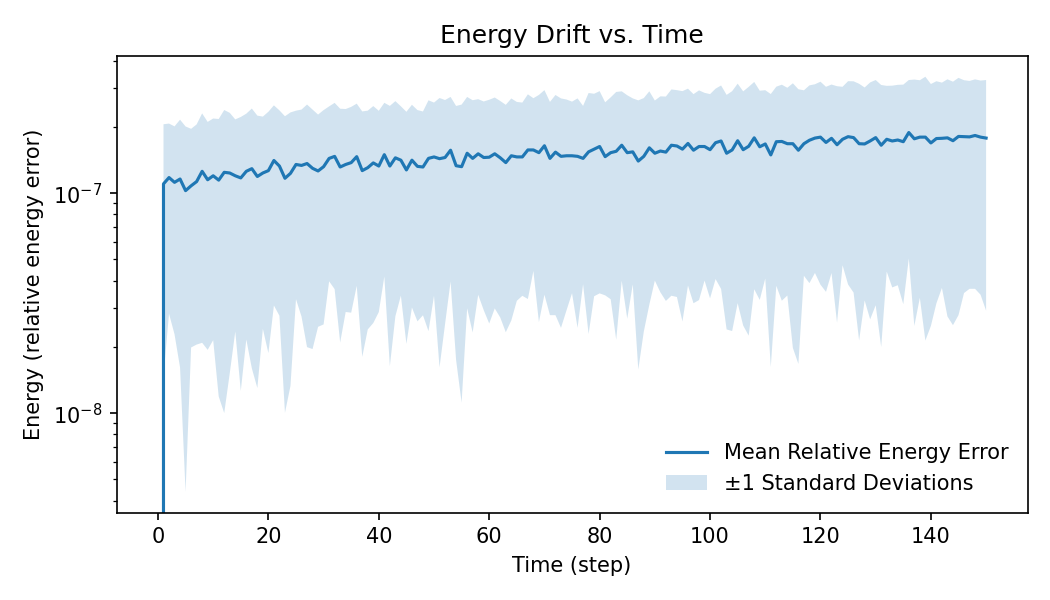 Energy Drift vs. Time
Energy (relative energy error)
10⁻⁷
10⁻⁸
Mean Relative Energy Error
±1 Standard Deviations
0 20 40 60 80 100 120 140
Time (step)